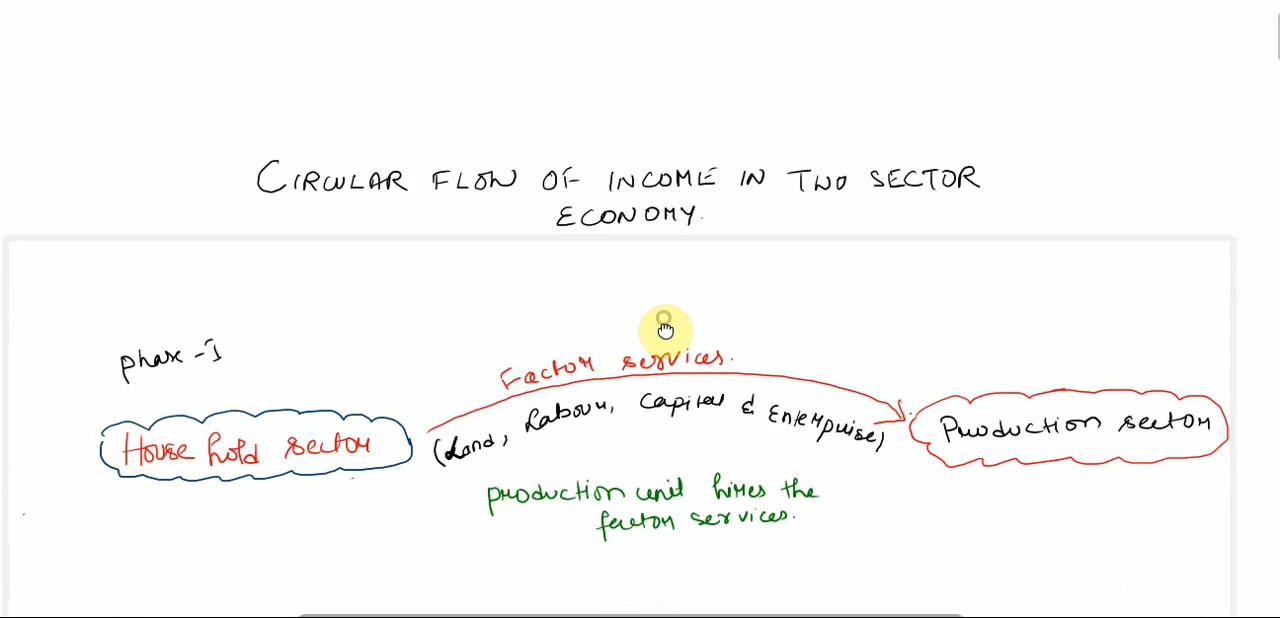 CIRCULAR FLOW OF INCOME IN TWO SECTOR
ECONOMY.
phase -1
Factor services.
House hold sector
(Land, Labour, Capital & Enterprise)
Production sector
production unit hires the
factor services.